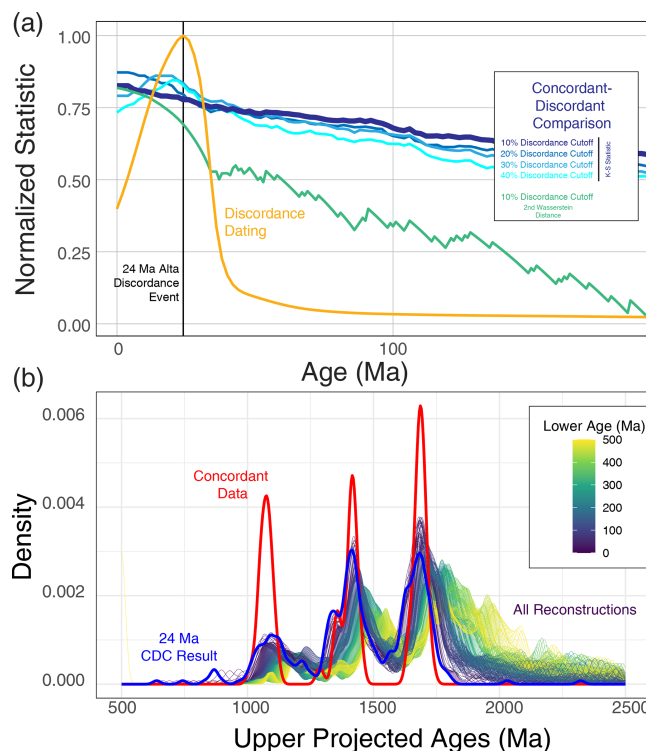 (a)
1.00
0.75
0.50
0.25
0.00
Normalized Statistic
Concordant-
Discordant
Comparison
10% Discordance Cutoff
20% Discordance Cutoff
30% Discordance Cutoff
40% Discordance Cutoff
K-S Statistic
10% Discordance Cutoff
2nd Wasserstein
Distance
Discordance
Dating
24 Ma Alta
Discordance
Event
0
100
Age (Ma)
(b)
0.006
0.004
0.002
0.000
Density
Lower Age (Ma)
500
400
300
200
100
0
Concordant
Data
All Reconstructions
24 Ma
CDC Result
500
1000
1500
2000
2500
Upper Projected Ages (Ma)